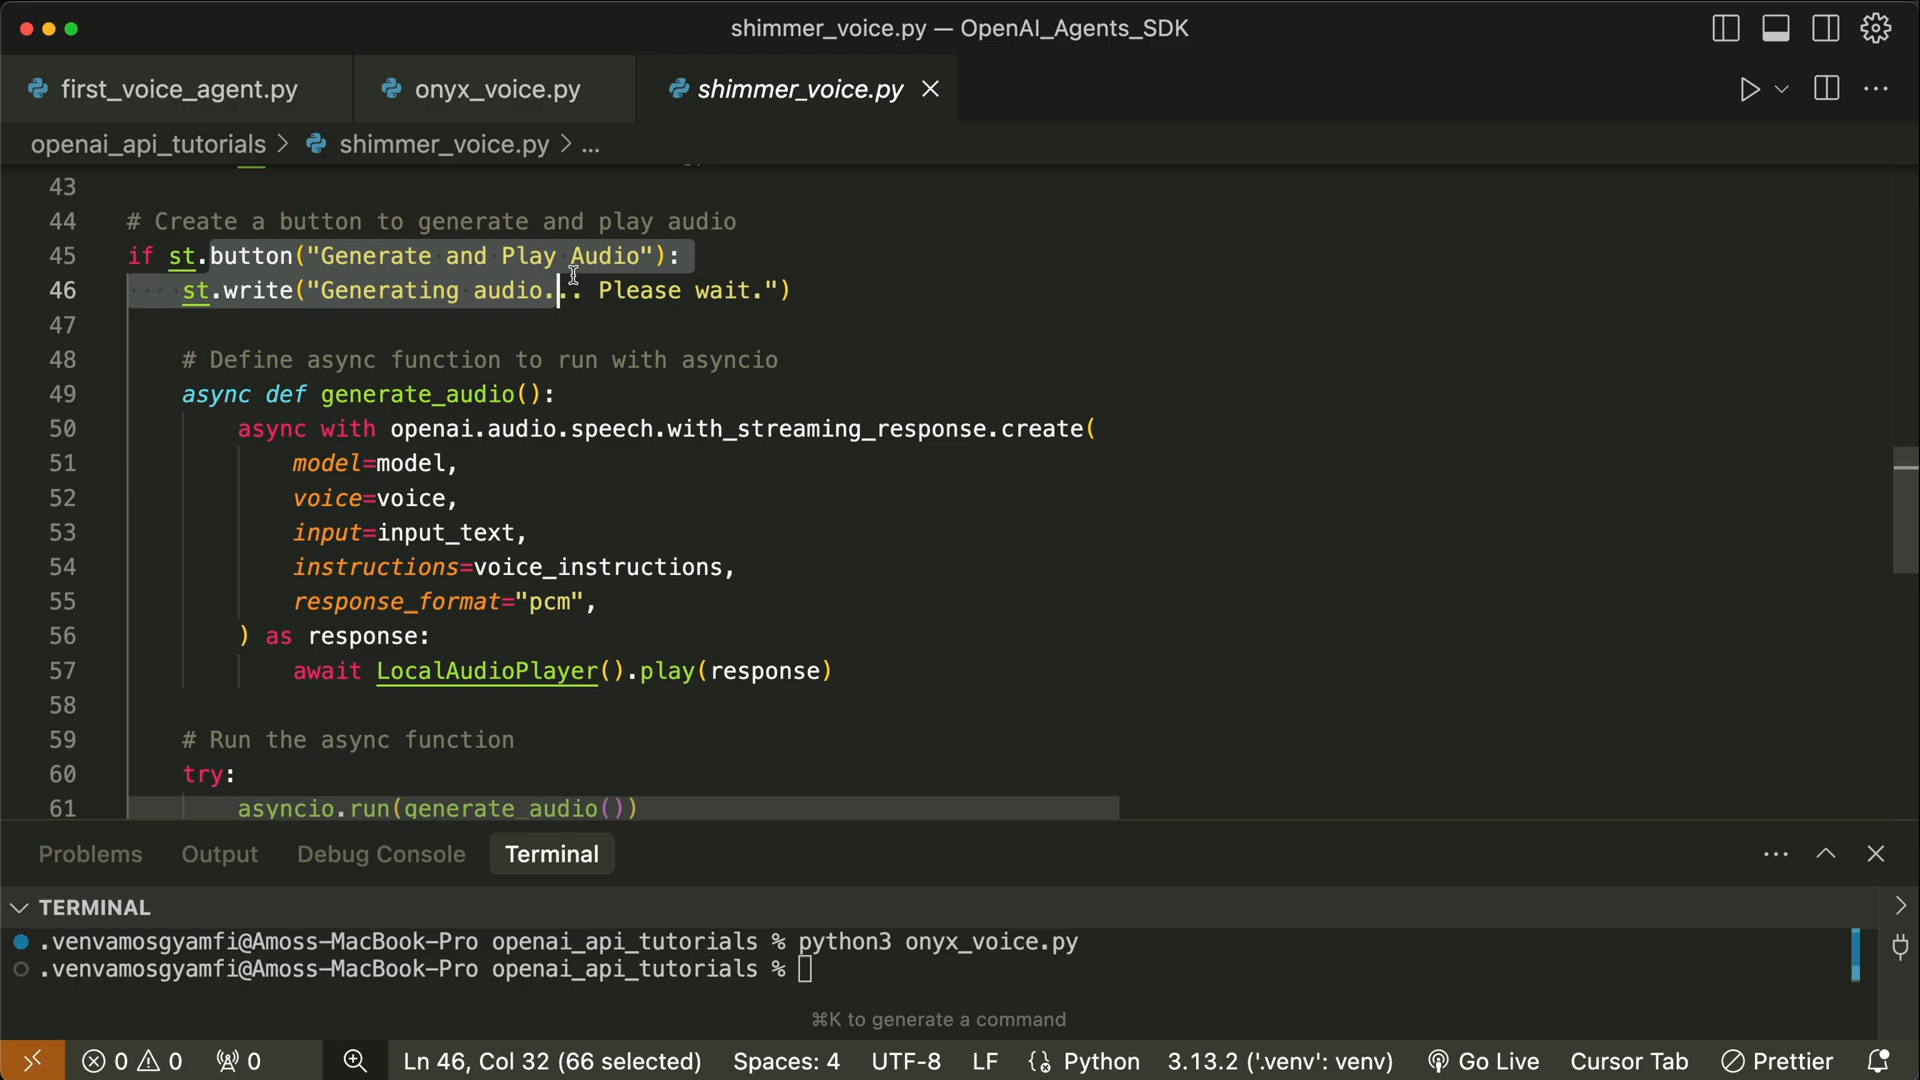 shimmer_voice.py — OpenAI_Agents_SDK
first_voice_agent.py
onyx_voice.py
shimmer_voice.py
openai_api_tutorials > shimmer_voice.py > ...
43
44 # Create a button to generate and play audio
45 if st.button("Generate and Play Audio"):
46 st.write("Generating audio... Please wait.")
47
48 # Define async function to run with asyncio
49 async def generate_audio():
50 async with openai.audio.speech.with_streaming_response.create(
51 model=model,
52 voice=voice,
53 input=input_text,
54 instructions=voice_instructions,
55 response_format="pcm",
56 ) as response:
57 await LocalAudioPlayer().play(response)
58
59 # Run the async function
60 try:
61 asyncio.run(generate_audio())
Problems Output Debug Console Terminal
TERMINAL
.venvamosgyamfi@Amoss-MacBook-Pro openai_api_tutorials % python3 onyx_voice.py
.venvamosgyamfi@Amoss-MacBook-Pro openai_api_tutorials %
⌘K to generate a command
0 0 0 Ln 46, Col 32 (66 selected) Spaces: 4 UTF-8 LF {} Python 3.13.2 ('.venv': venv) Go Live Cursor Tab Prettier